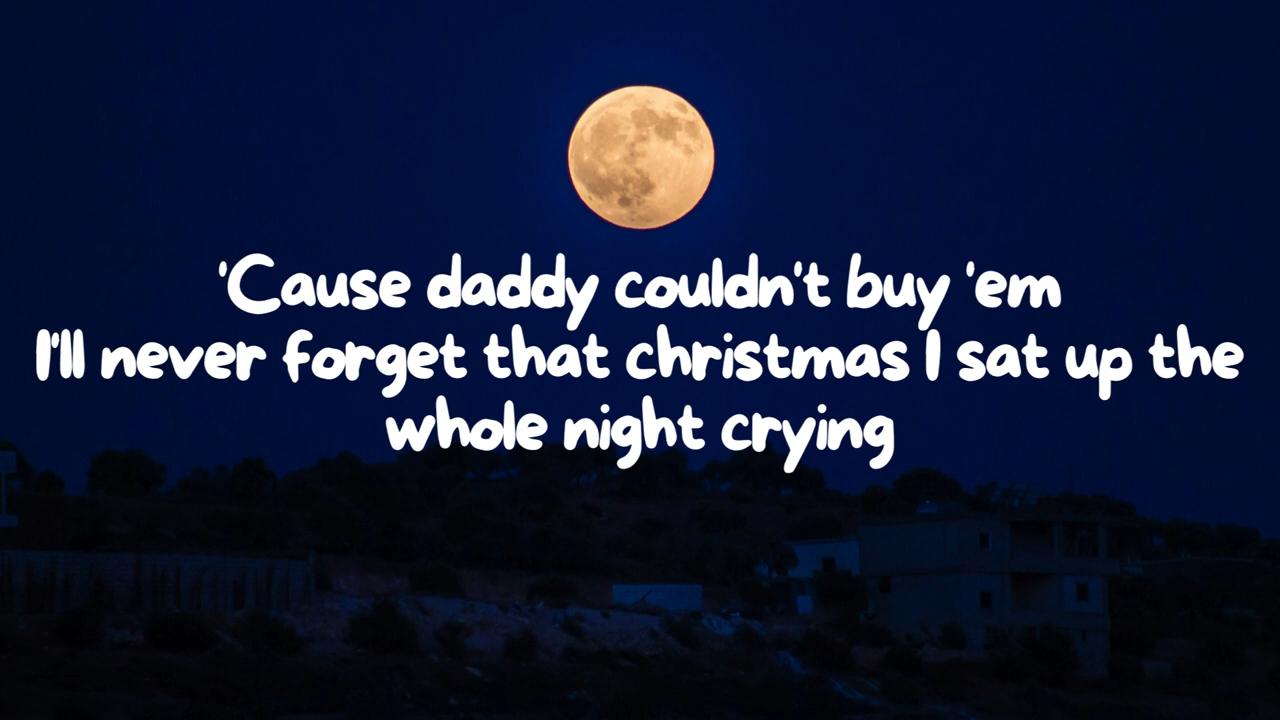 'Cause daddy couldn't buy 'em
I'll never forget that christmas I sat up the
whole night crying